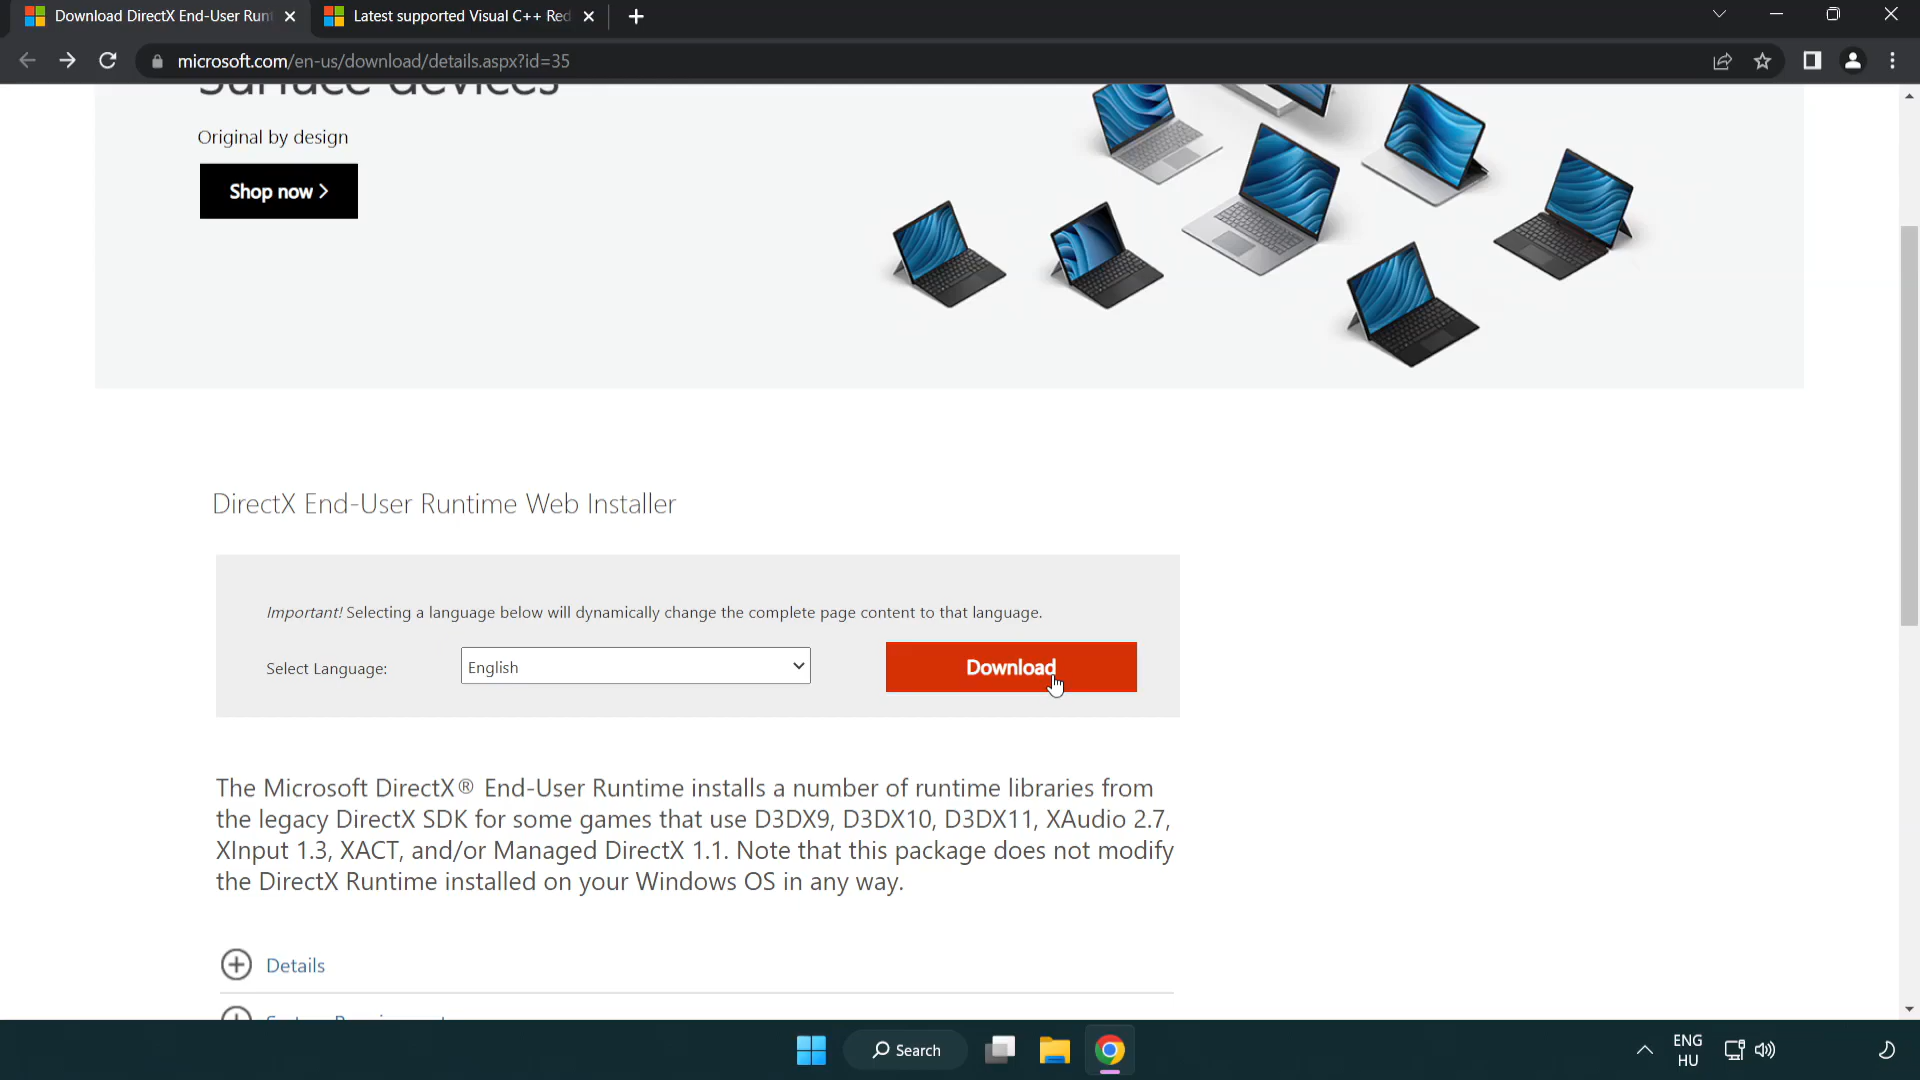 Download DirectX End-User Runt
Latest supported Visual C++ Red
microsoft.com/en-us/download/details.aspx?id=35
Surface devices
Original by design
Shop now
DirectX End-User Runtime Web Installer
Important! Selecting a language below will dynamically change the complete page content to that language.
Select Language:
English
Download
The Microsoft DirectX® End-User Runtime installs a number of runtime libraries from
the legacy DirectX SDK for some games that use D3DX9, D3DX10, D3DX11, XAudio 2.7,
XInput 1.3, XACT, and/or Managed DirectX 1.1. Note that this package does not modify
the DirectX Runtime installed on your Windows OS in any way.
Details
Search
ENG
HU